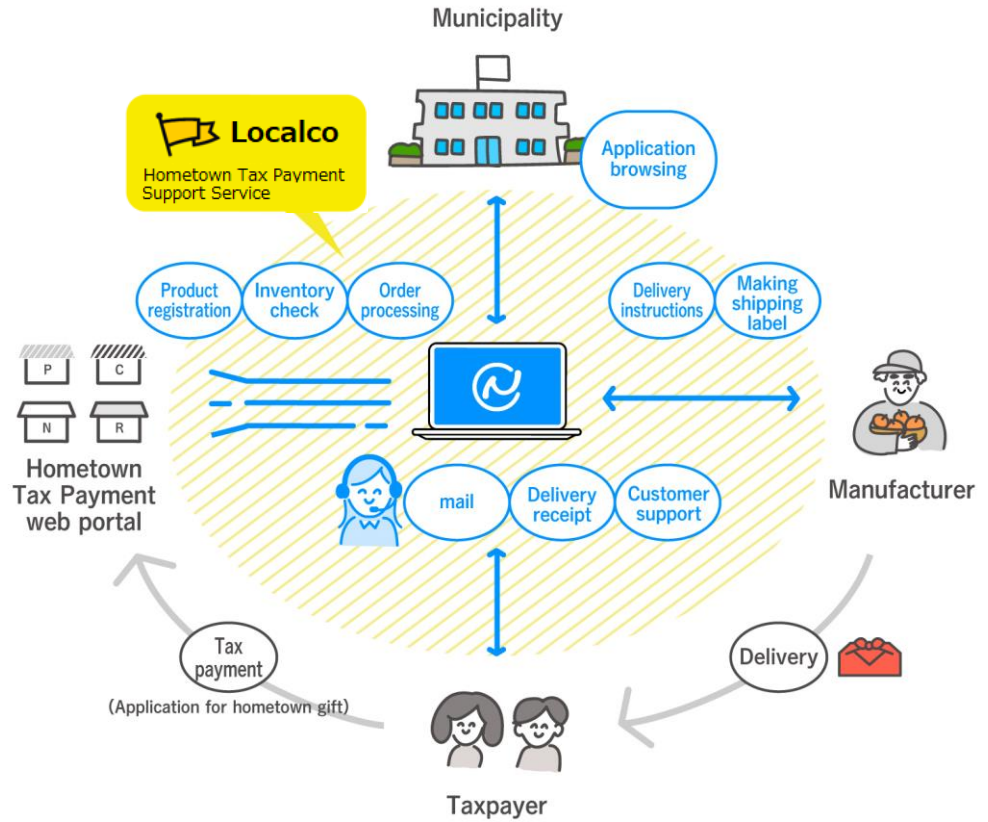 Municipality
Localco
Hometown Tax Payment
Support Service
Application
browsing
Product
registration
Inventory
check
Order
processing
Delivery
instructions
Making
shipping
label
P
C
N
R
Hometown
Tax Payment
web portal
Manufacturer
mail
Delivery
receipt
Customer
support
Tax
payment
(Application for hometown gift)
Delivery
Taxpayer